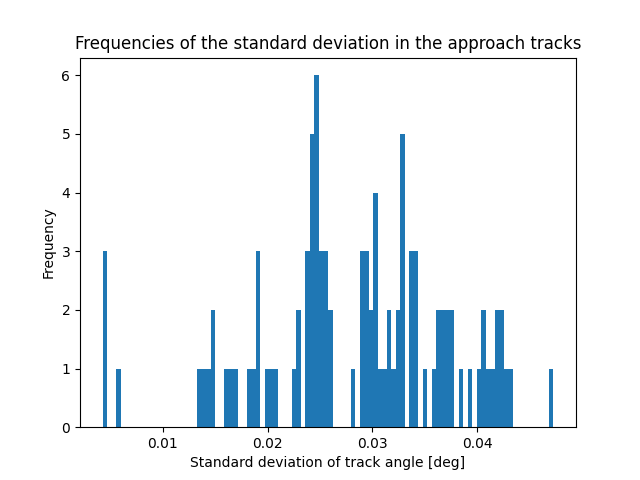 Frequencies of the standard deviation in the approach tracks
6
5
4
3
2
1
0
Frequency
0.01 0.02 0.03 0.04
Standard deviation of track angle [deg]